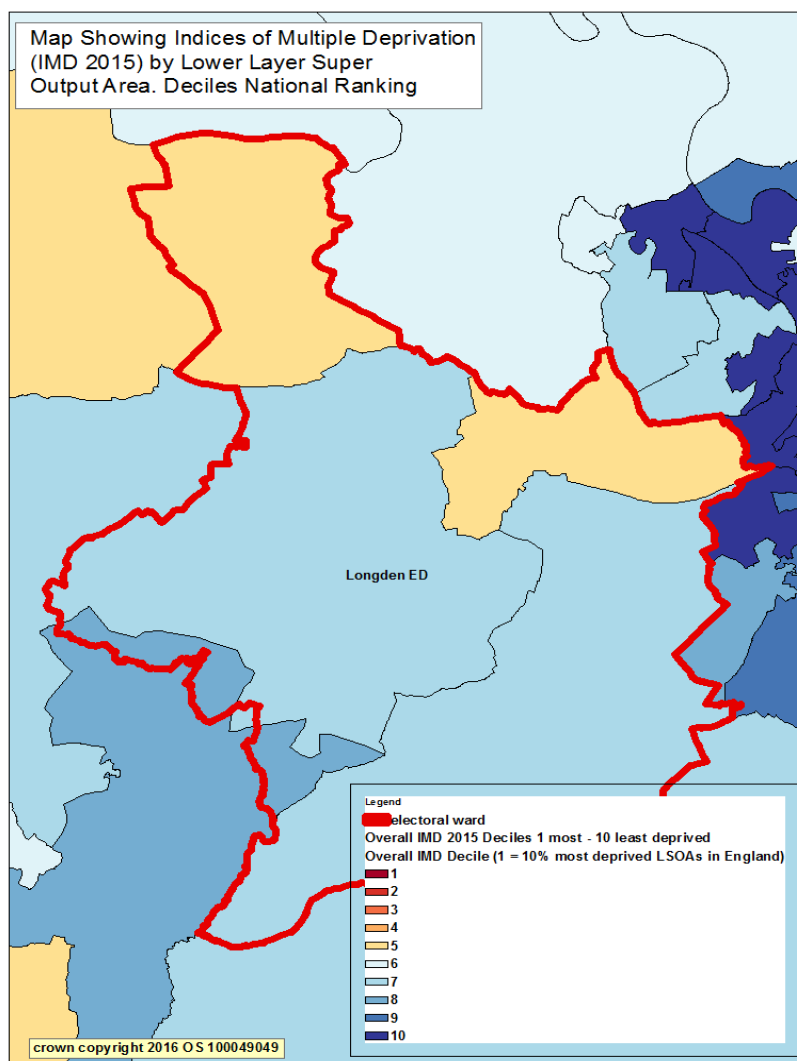 Map Showing Indices of Multiple Deprivation
(IMD 2015) by Lower Layer Super
Output Area. Deciles National Ranking
Longden ED
Legend
electoral ward
Overall IMD 2015 Deciles 1 most - 10 least deprived
Overall IMD Decile (1 = 10% most deprived LSOAs in England)
1
2
3
4
5
6
7
8
9
10
crown copyright 2016 OS 100049049